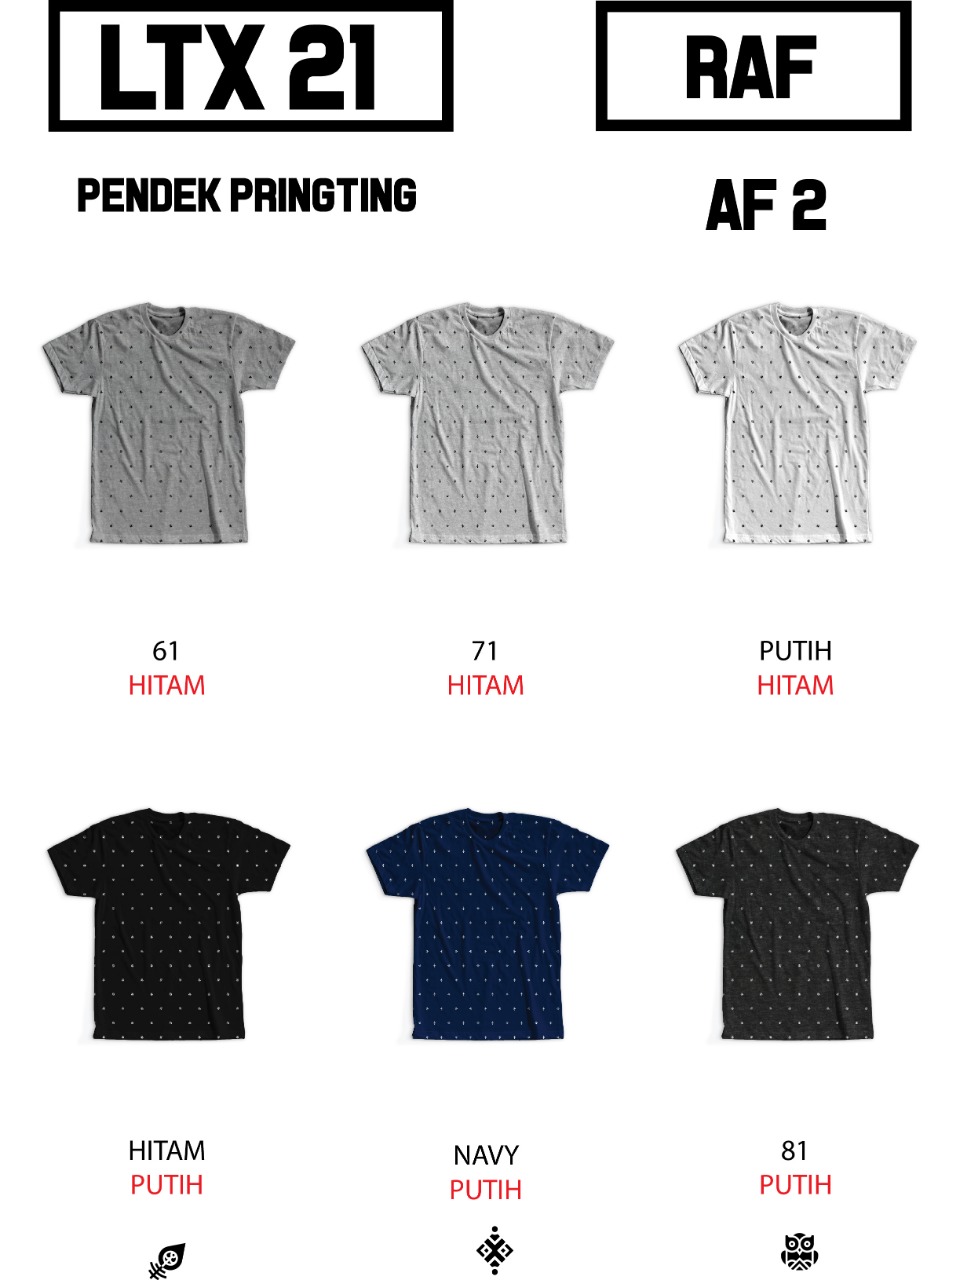 LTX 21
RAF
PENDEK PRINGTING
AF 2
61
HITAM
71
HITAM
PUTIH
HITAM
HITAM
PUTIH
NAVY
PUTIH
81
PUTIH